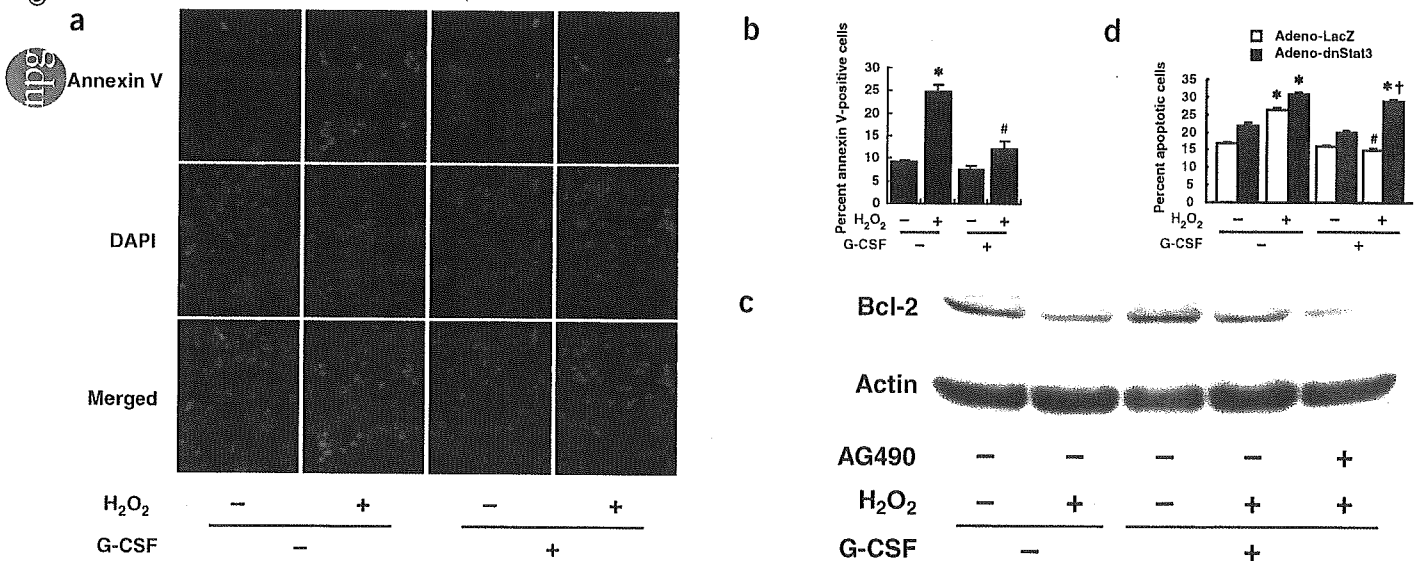 ©
npg
a
Annexin V
DAPI
Merged
H₂O₂ − + − +
G-CSF − +
b
Percent annexin V-positive cells
30
25
20
15
10
5
0
*
#
H₂O₂ − + − +
G-CSF − +
d
Adeno-LacZ
Adeno-dnStat3
Percent apoptotic cells
35
30
25
20
15
10
5
0
* *
#
*†
H₂O₂ − + − +
G-CSF − +
c
Bcl-2
Actin
AG490 − − − − +
H₂O₂ − + − + +
G-CSF − +